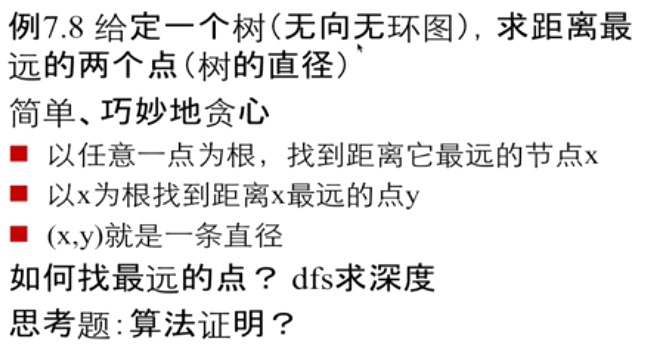 例7.8 给定一个树(无向无环图)，求距离最
远的两个点(树的直径)
简单、巧妙地贪心
■ 以任意一点为根，找到距离它最远的节点x
■ 以x为根找到距离x最远的点y
■ (x,y)就是一条直径
如何找最远的点？ dfs求深度
思考题：算法证明？